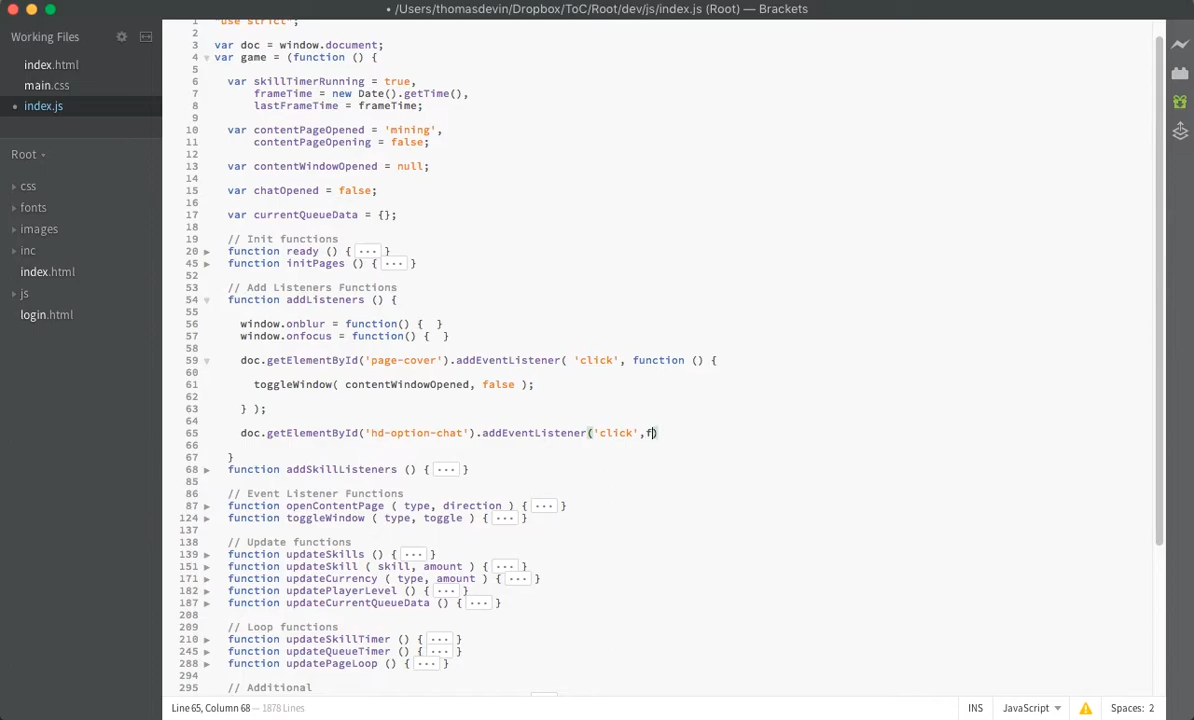 • /Users/thomasdevin/Dropbox/ToC/Root/dev/js/index.js (Root) — Brackets
Working Files
index.html
main.css
• index.js
Root
css
fonts
images
inc
index.html
js
login.html
1 "use strict";
2
3 var doc = window.document;
4 var game = (function () {
5
6 var skillTimerRunning = true,
7 frameTime = new Date().getTime(),
8 lastFrameTime = frameTime;
9
10 var contentPageOpened = 'mining',
11 contentPageOpening = false;
12
13 var contentWindowOpened = null;
14
15 var chatOpened = false;
16
17 var currentQueueData = {};
18
19 // Init functions
20 function ready () { ... }
45 function initPages () { ... }
52
53 // Add Listeners Functions
54 function addListeners () {
55
56 window.onblur = function() {  }
57 window.onfocus = function() {  }
58
59 doc.getElementById('page-cover').addEventListener( 'click', function () {
60
61 toggleWindow( contentWindowOpened, false );
62
63 } );
64
65 doc.getElementById('hd-option-chat').addEventListener('click',f)
66
67 }
68 function addSkillListeners () { ... }
85
86 // Event Listener Functions
87 function openContentPage ( type, direction ) { ... }
124 function toggleWindow ( type, toggle ) { ... }
137
138 // Update functions
139 function updateSkills () { ... }
151 function updateSkill ( skill, amount ) { ... }
171 function updateCurrency ( type, amount ) { ... }
182 function updatePlayerLevel () { ... }
187 function updateCurrentQueueData () { ... }
208
209 // Loop functions
210 function updateSkillTimer () { ... }
245 function updateQueueTimer () { ... }
288 function updatePageLoop () { ... }
294
295 // Additional
Line 65, Column 68 — 1878 Lines
INS
JavaScript
Spaces: 2